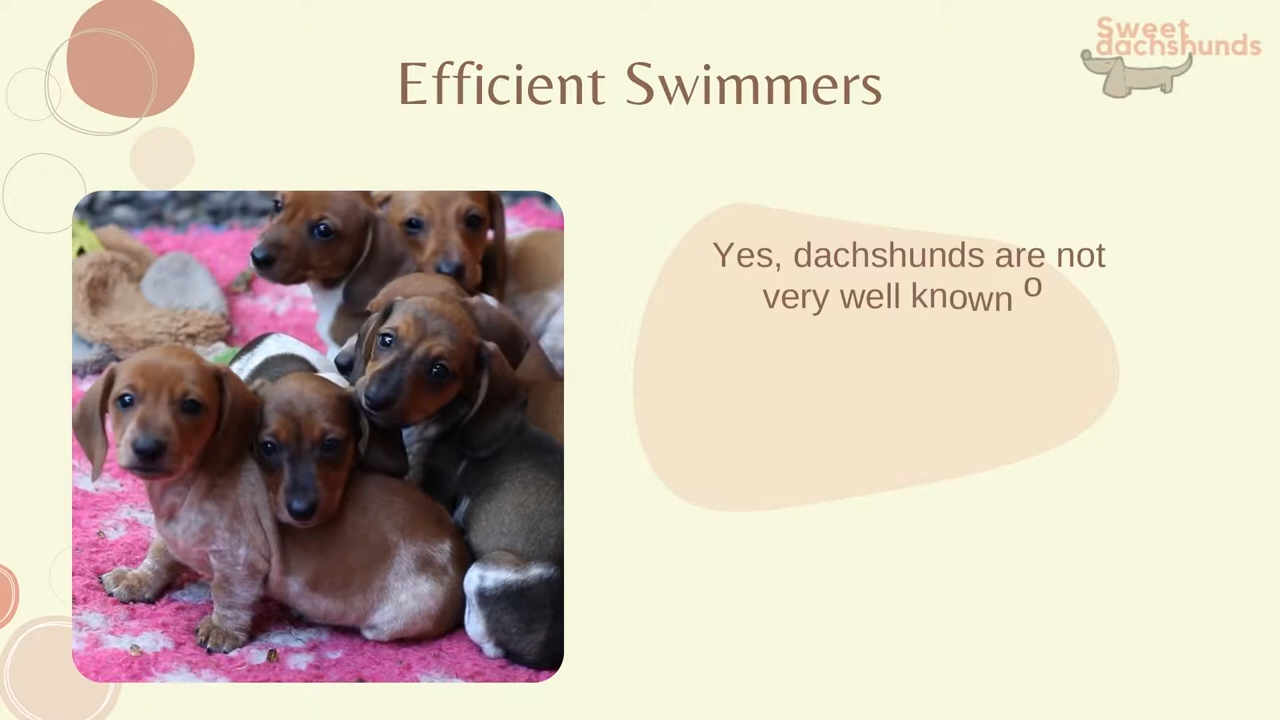 Sweet
dachshunds
Efficient Swimmers
Yes, dachshunds are not
very well known o